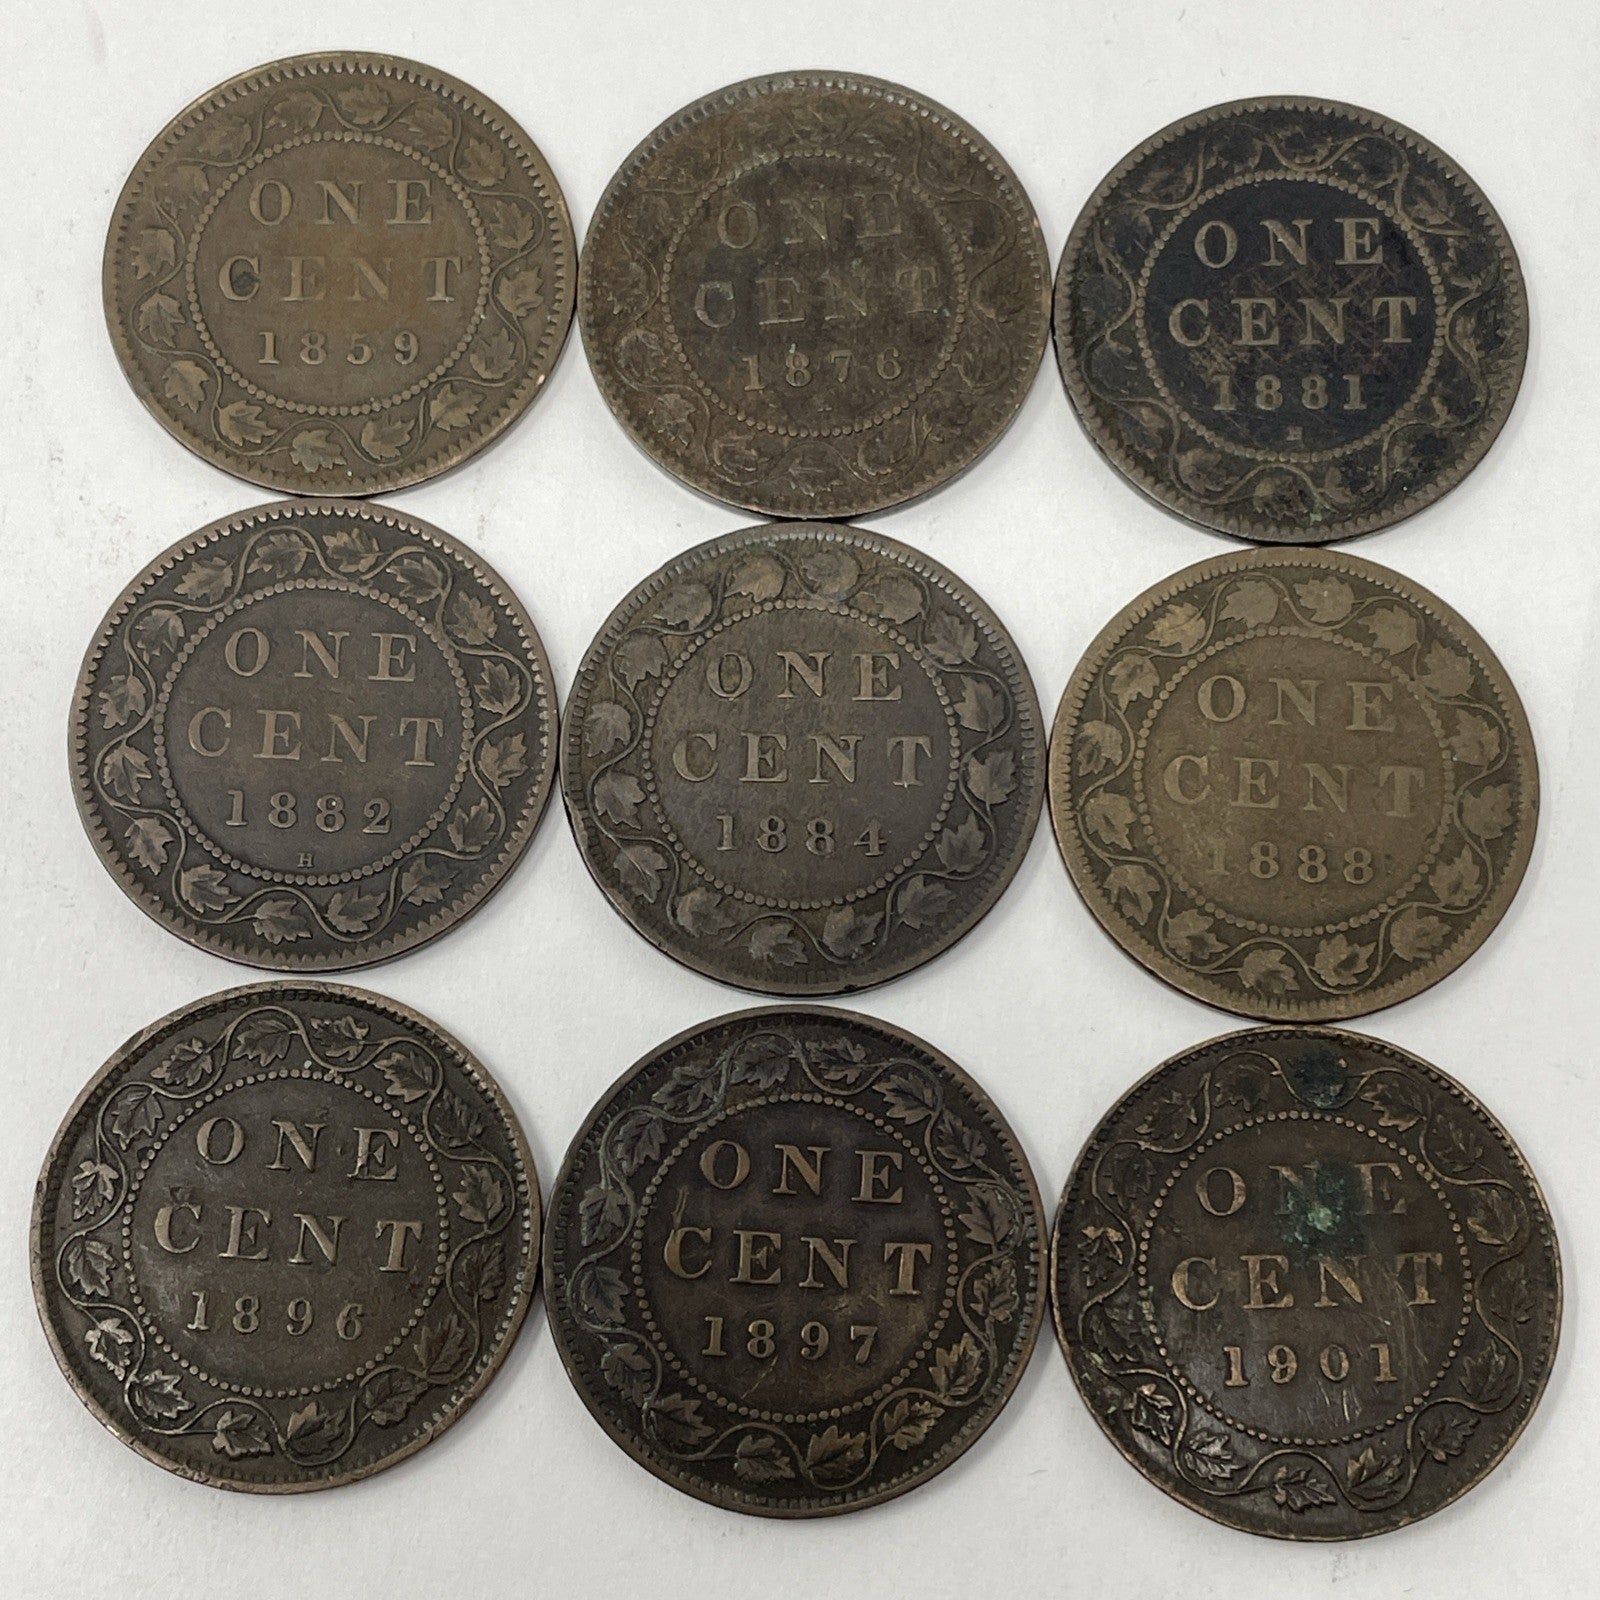 ONE
CENT
1859
ONE
CENT
1876
H
ONE
CENT
1881
H
ONE
CENT
1882
H
ONE
CENT
1884
ONE
CENT
1888
ONE
CENT
1896
ONE
CENT
1897
ONE
CENT
1901